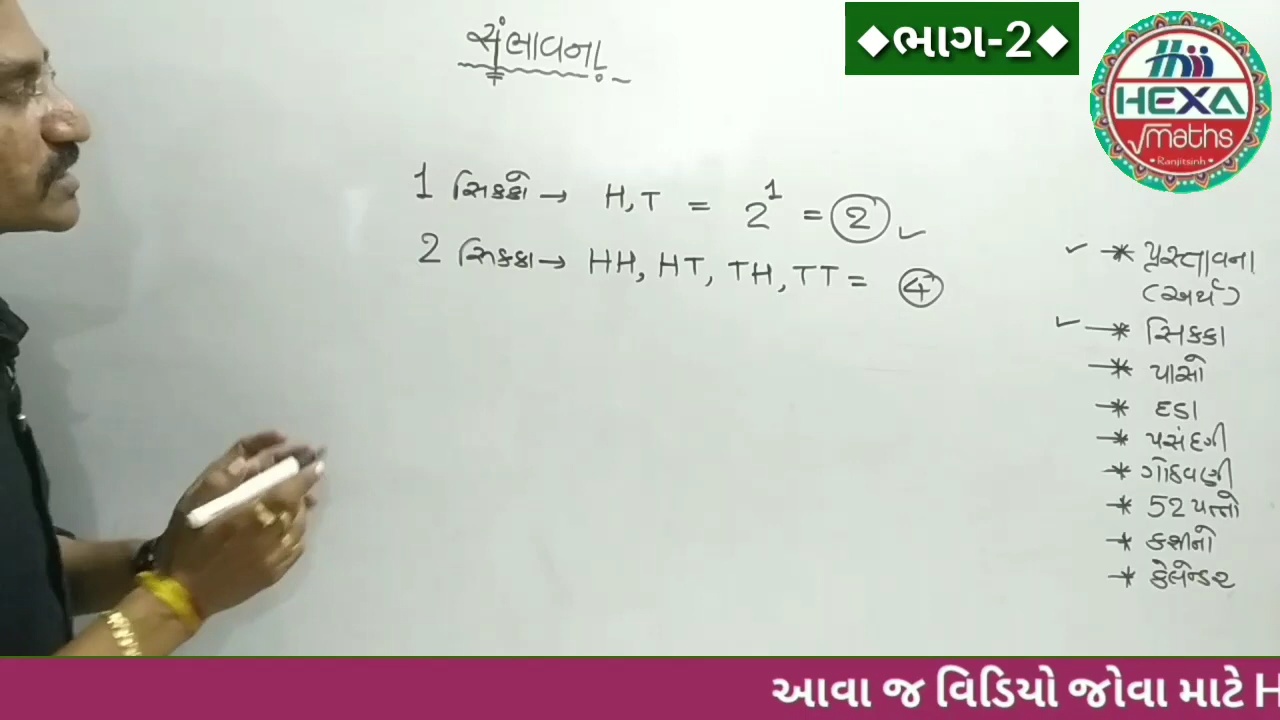 સંભાવના
◆ભાગ-2◆
HEXA
√maths
Ranjitsinh
1 સિક્કો → H, T = 2¹ = 2 ✓
2 સિક્કા → HH, HT, TH, TT = 4
✓ —* પ્રસ્તાવના
(અર્થ)
✓ —* સિક્કા
—* પાસો
—* દડા
—* પસંદગી
—* ગોઠવણી
—* 52 પત્તો
—*
—* કેલેન્ડર
આવા જ વિડિયો જોવા માટે H